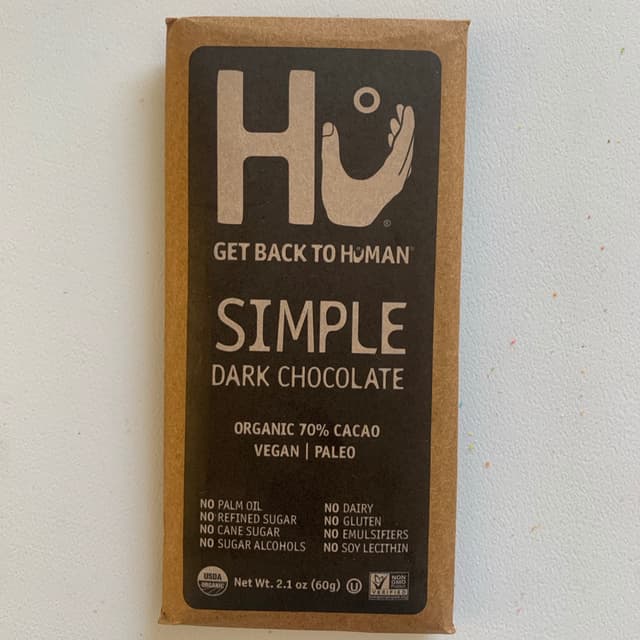 Hu
®
GET BACK TO HUMAN
SIMPLE
DARK CHOCOLATE
ORGANIC 70% CACAO
VEGAN | PALEO
NO PALM OIL
NO REFINED SUGAR
NO CANE SUGAR
NO SUGAR ALCOHOLS
NO DAIRY
NO GLUTEN
NO EMULSIFIERS
NO SOY LECITHIN
USDA
ORGANIC
Net Wt. 2.1 oz (60g) Ⓤ
NON
GMO
Project
VERIFIED